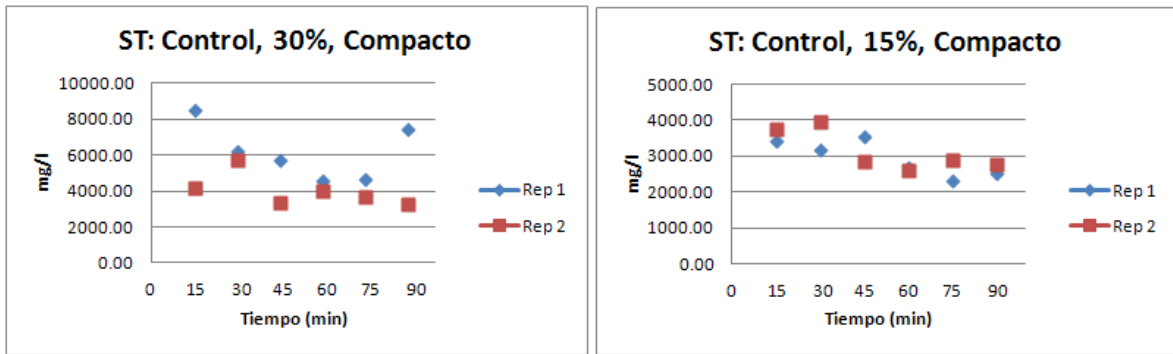 ST: Control, 30%, Compacto
10000.00
8000.00
6000.00
4000.00
2000.00
0.00
mg/l
0 15 30 45 60 75 90
Tiempo (min)
Rep 1
Rep 2
ST: Control, 15%, Compacto
5000.00
4000.00
3000.00
2000.00
1000.00
0.00
mg/l
0 15 30 45 60 75 90
Tiempo (min)
Rep 1
Rep 2